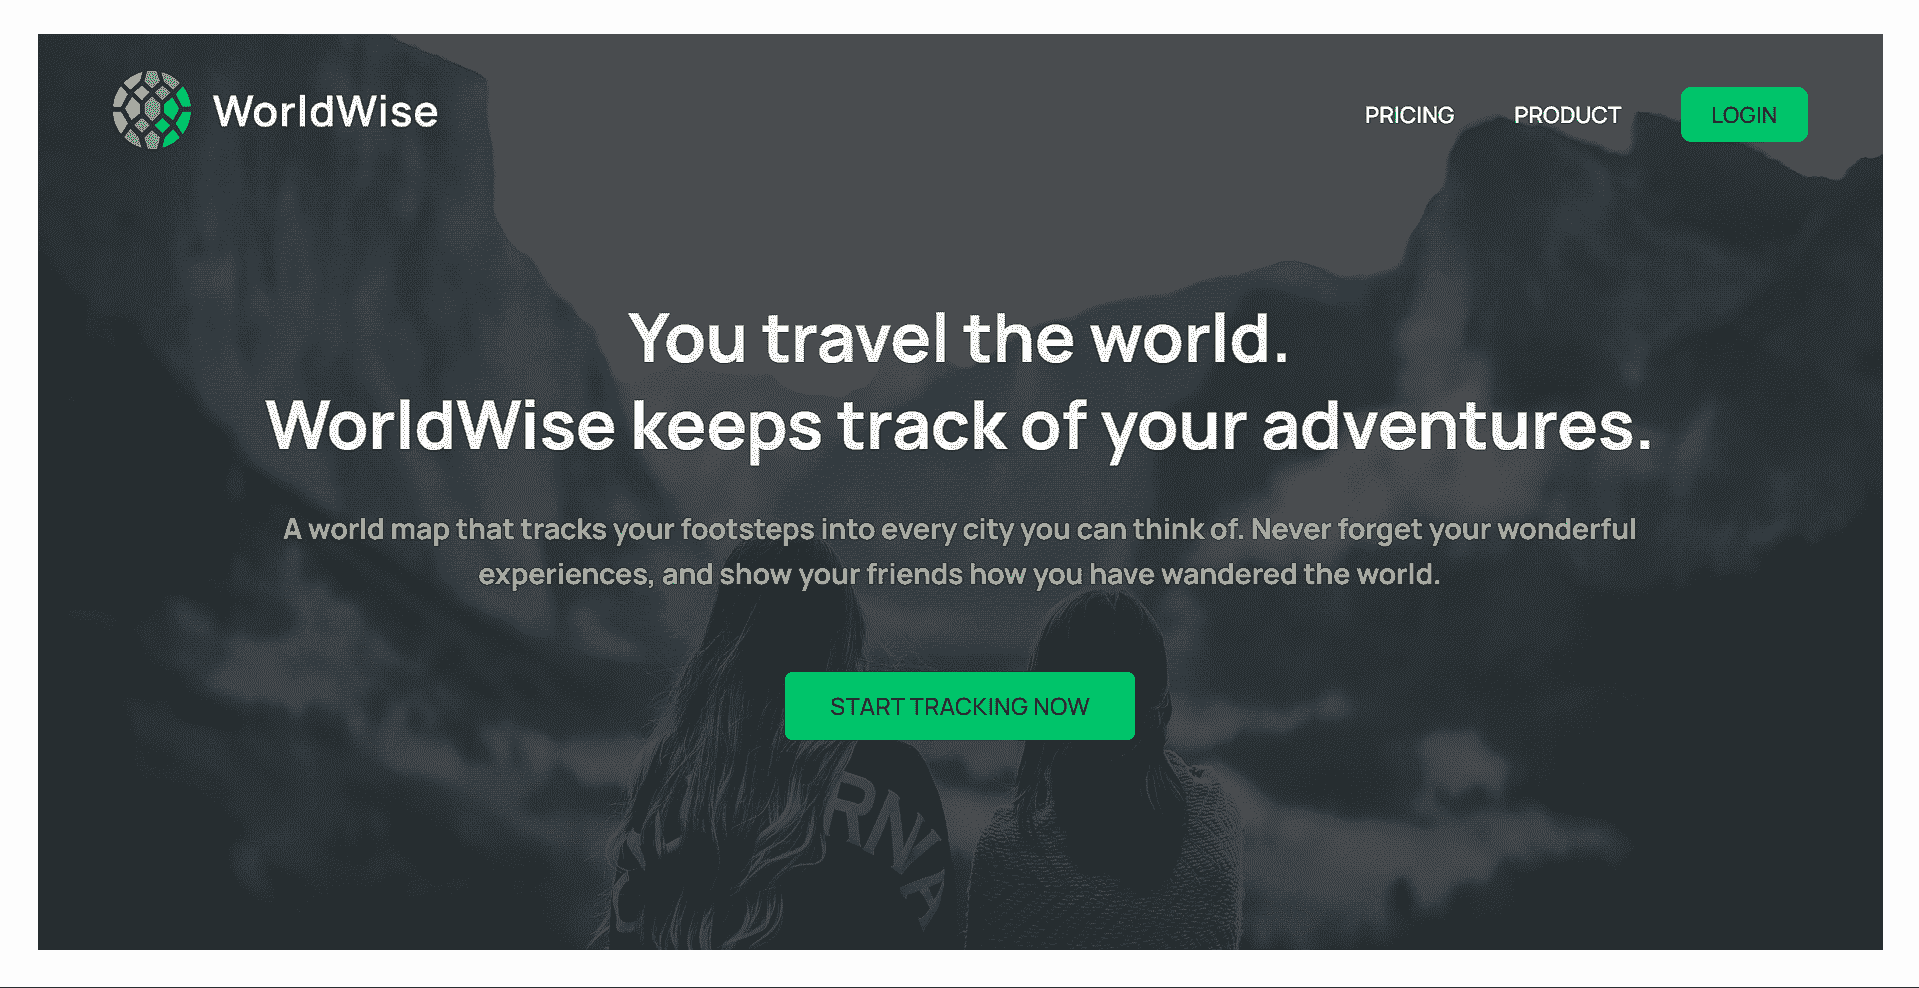 WorldWise
PRICING
PRODUCT
LOGIN
You travel the world.
WorldWise keeps track of your adventures.
A world map that tracks your footsteps into every city you can think of. Never forget your wonderful
experiences, and show your friends how you have wandered the world.
START TRACKING NOW
RNIA